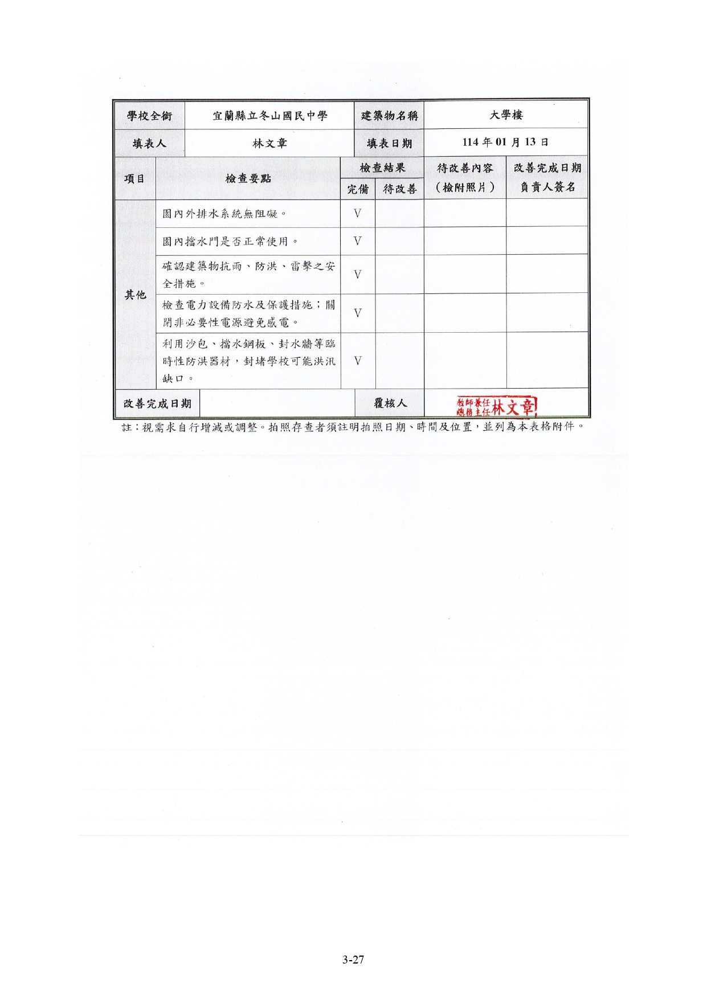 學校全銜 宜蘭縣立冬山國民中學 建築物名稱 大學樓
填表人 林文章 填表日期 114 年 01 月 13 日
項目 檢查要點 檢查結果 待改善內容 改善完成日期
完備 待改善 （檢附照片） 負責人簽名
其他
園內外排水系統無阻礙。 V
園內擋水門是否正常使用。 V
確認建築物抗雨、防洪、雷擊之安
全措施。 V
檢查電力設備防水及保護措施；關
閉非必要性電源避免感電。 V
利用沙包、擋水鋼板、封水牆等臨
時性防洪器材，封堵學校可能洪汛 V
缺口。
改善完成日期 覆核人
教師兼任
總務主任 林文章
註：視需求自行增減或調整。拍照存查者須註明拍照日期、時間及位置，並列為本表格附件。
3-27